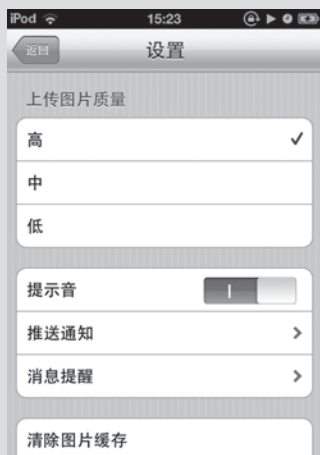 iPod 15:23
返回 设置
上传图片质量
高
中
低
提示音
推送通知
消息提醒
清除图片缓存